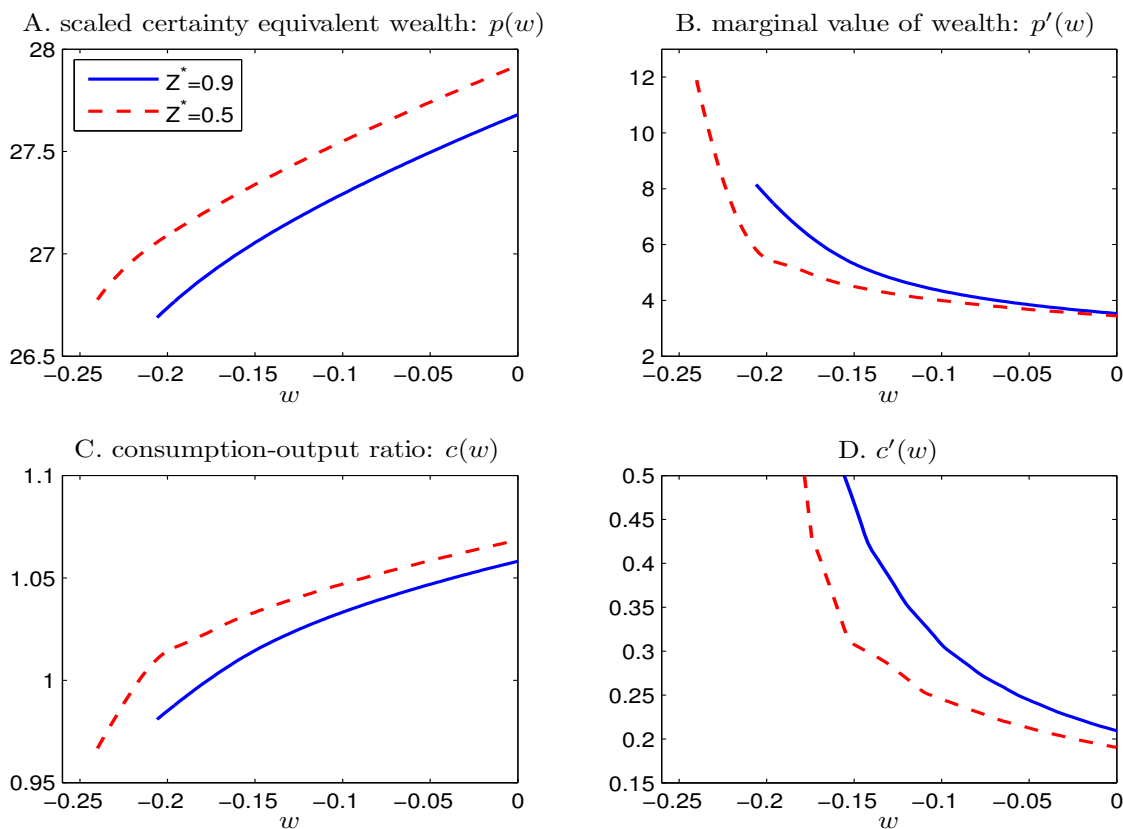 A. scaled certainty equivalent wealth: p(w)
28
27.5
27
26.5
Z*=0.9
Z*=0.5
−0.25 −0.2 −0.15 −0.1 −0.05 0
w
B. marginal value of wealth: p′(w)
12
10
8
6
4
2
−0.25 −0.2 −0.15 −0.1 −0.05 0
w
C. consumption-output ratio: c(w)
1.1
1.05
1
0.95
−0.25 −0.2 −0.15 −0.1 −0.05 0
w
D. c′(w)
0.5
0.45
0.4
0.35
0.3
0.25
0.2
0.15
−0.25 −0.2 −0.15 −0.1 −0.05 0
w